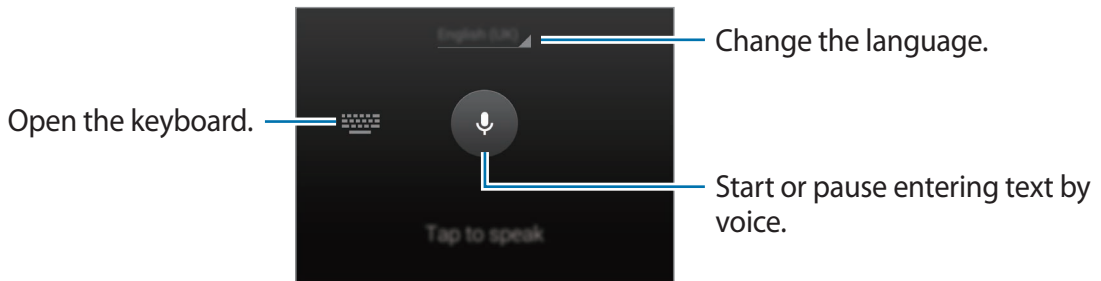 English (UK)
Change the language.
Open the keyboard.
Start or pause entering text by
voice.
Tap to speak